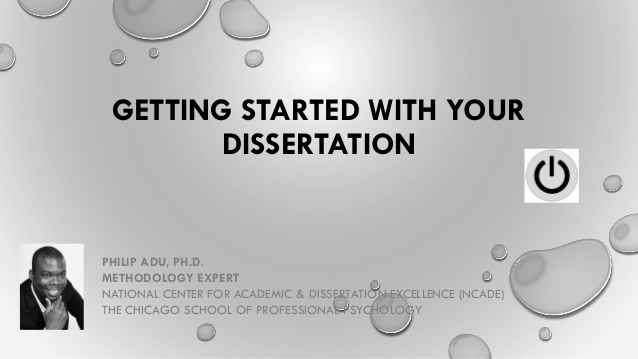 GETTING STARTED WITH YOUR
DISSERTATION
PHILIP ADU, PH.D.
METHODOLOGY EXPERT
NATIONAL CENTER FOR ACADEMIC & DISSERTATION EXCELLENCE (NCADE)
THE CHICAGO SCHOOL OF PROFESSIONAL PSYCHOLOGY